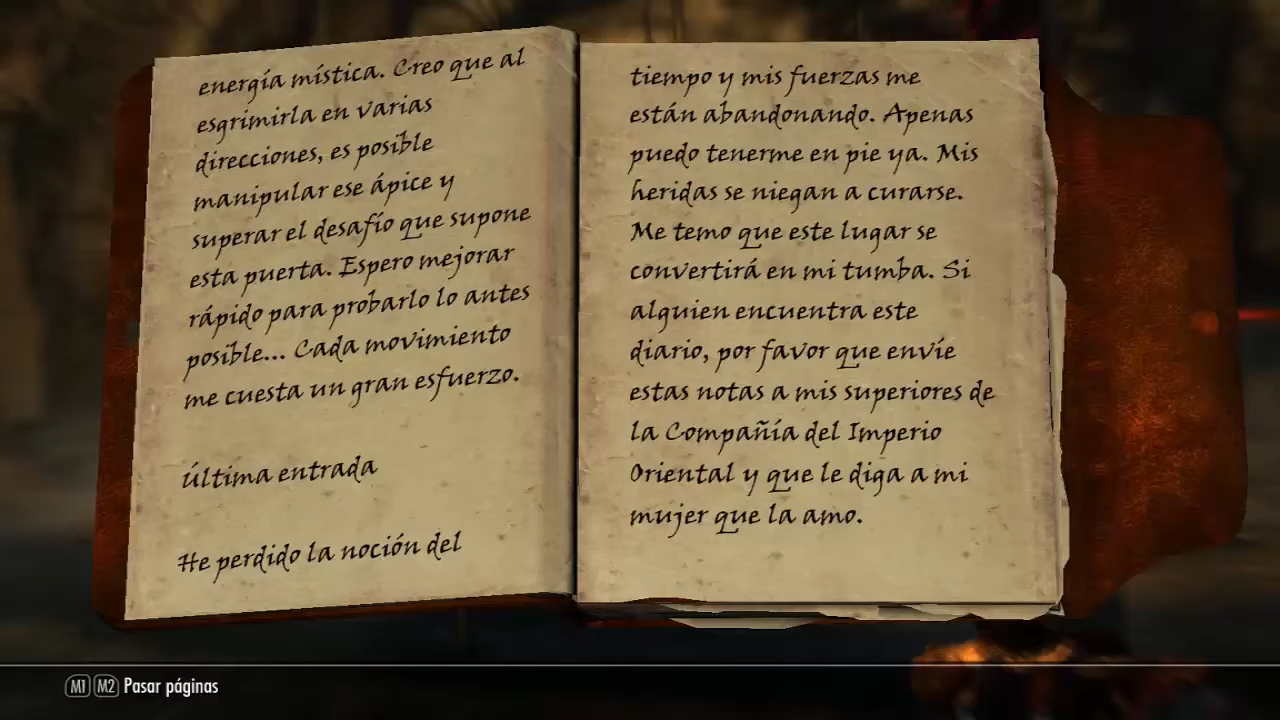 energía mística. Creo que al
esgrimirla en varias
direcciones, es posible
manipular ese ápice y
superar el desafío que supone
esta puerta. Espero mejorar
rápido para probarlo lo antes
posible... Cada movimiento
me cuesta un gran esfuerzo.
Última entrada
He perdido la noción del
tiempo y mis fuerzas me
están abandonando. Apenas
puedo tenerme en pie ya. Mis
heridas se niegan a curarse.
Me temo que este lugar se
convertirá en mi tumba. Si
alguien encuentra este
diario, por favor que envíe
estas notas a mis superiores de
la Compañía del Imperio
Oriental y que le diga a mi
mujer que la amo.
M1 M2 Pasar páginas